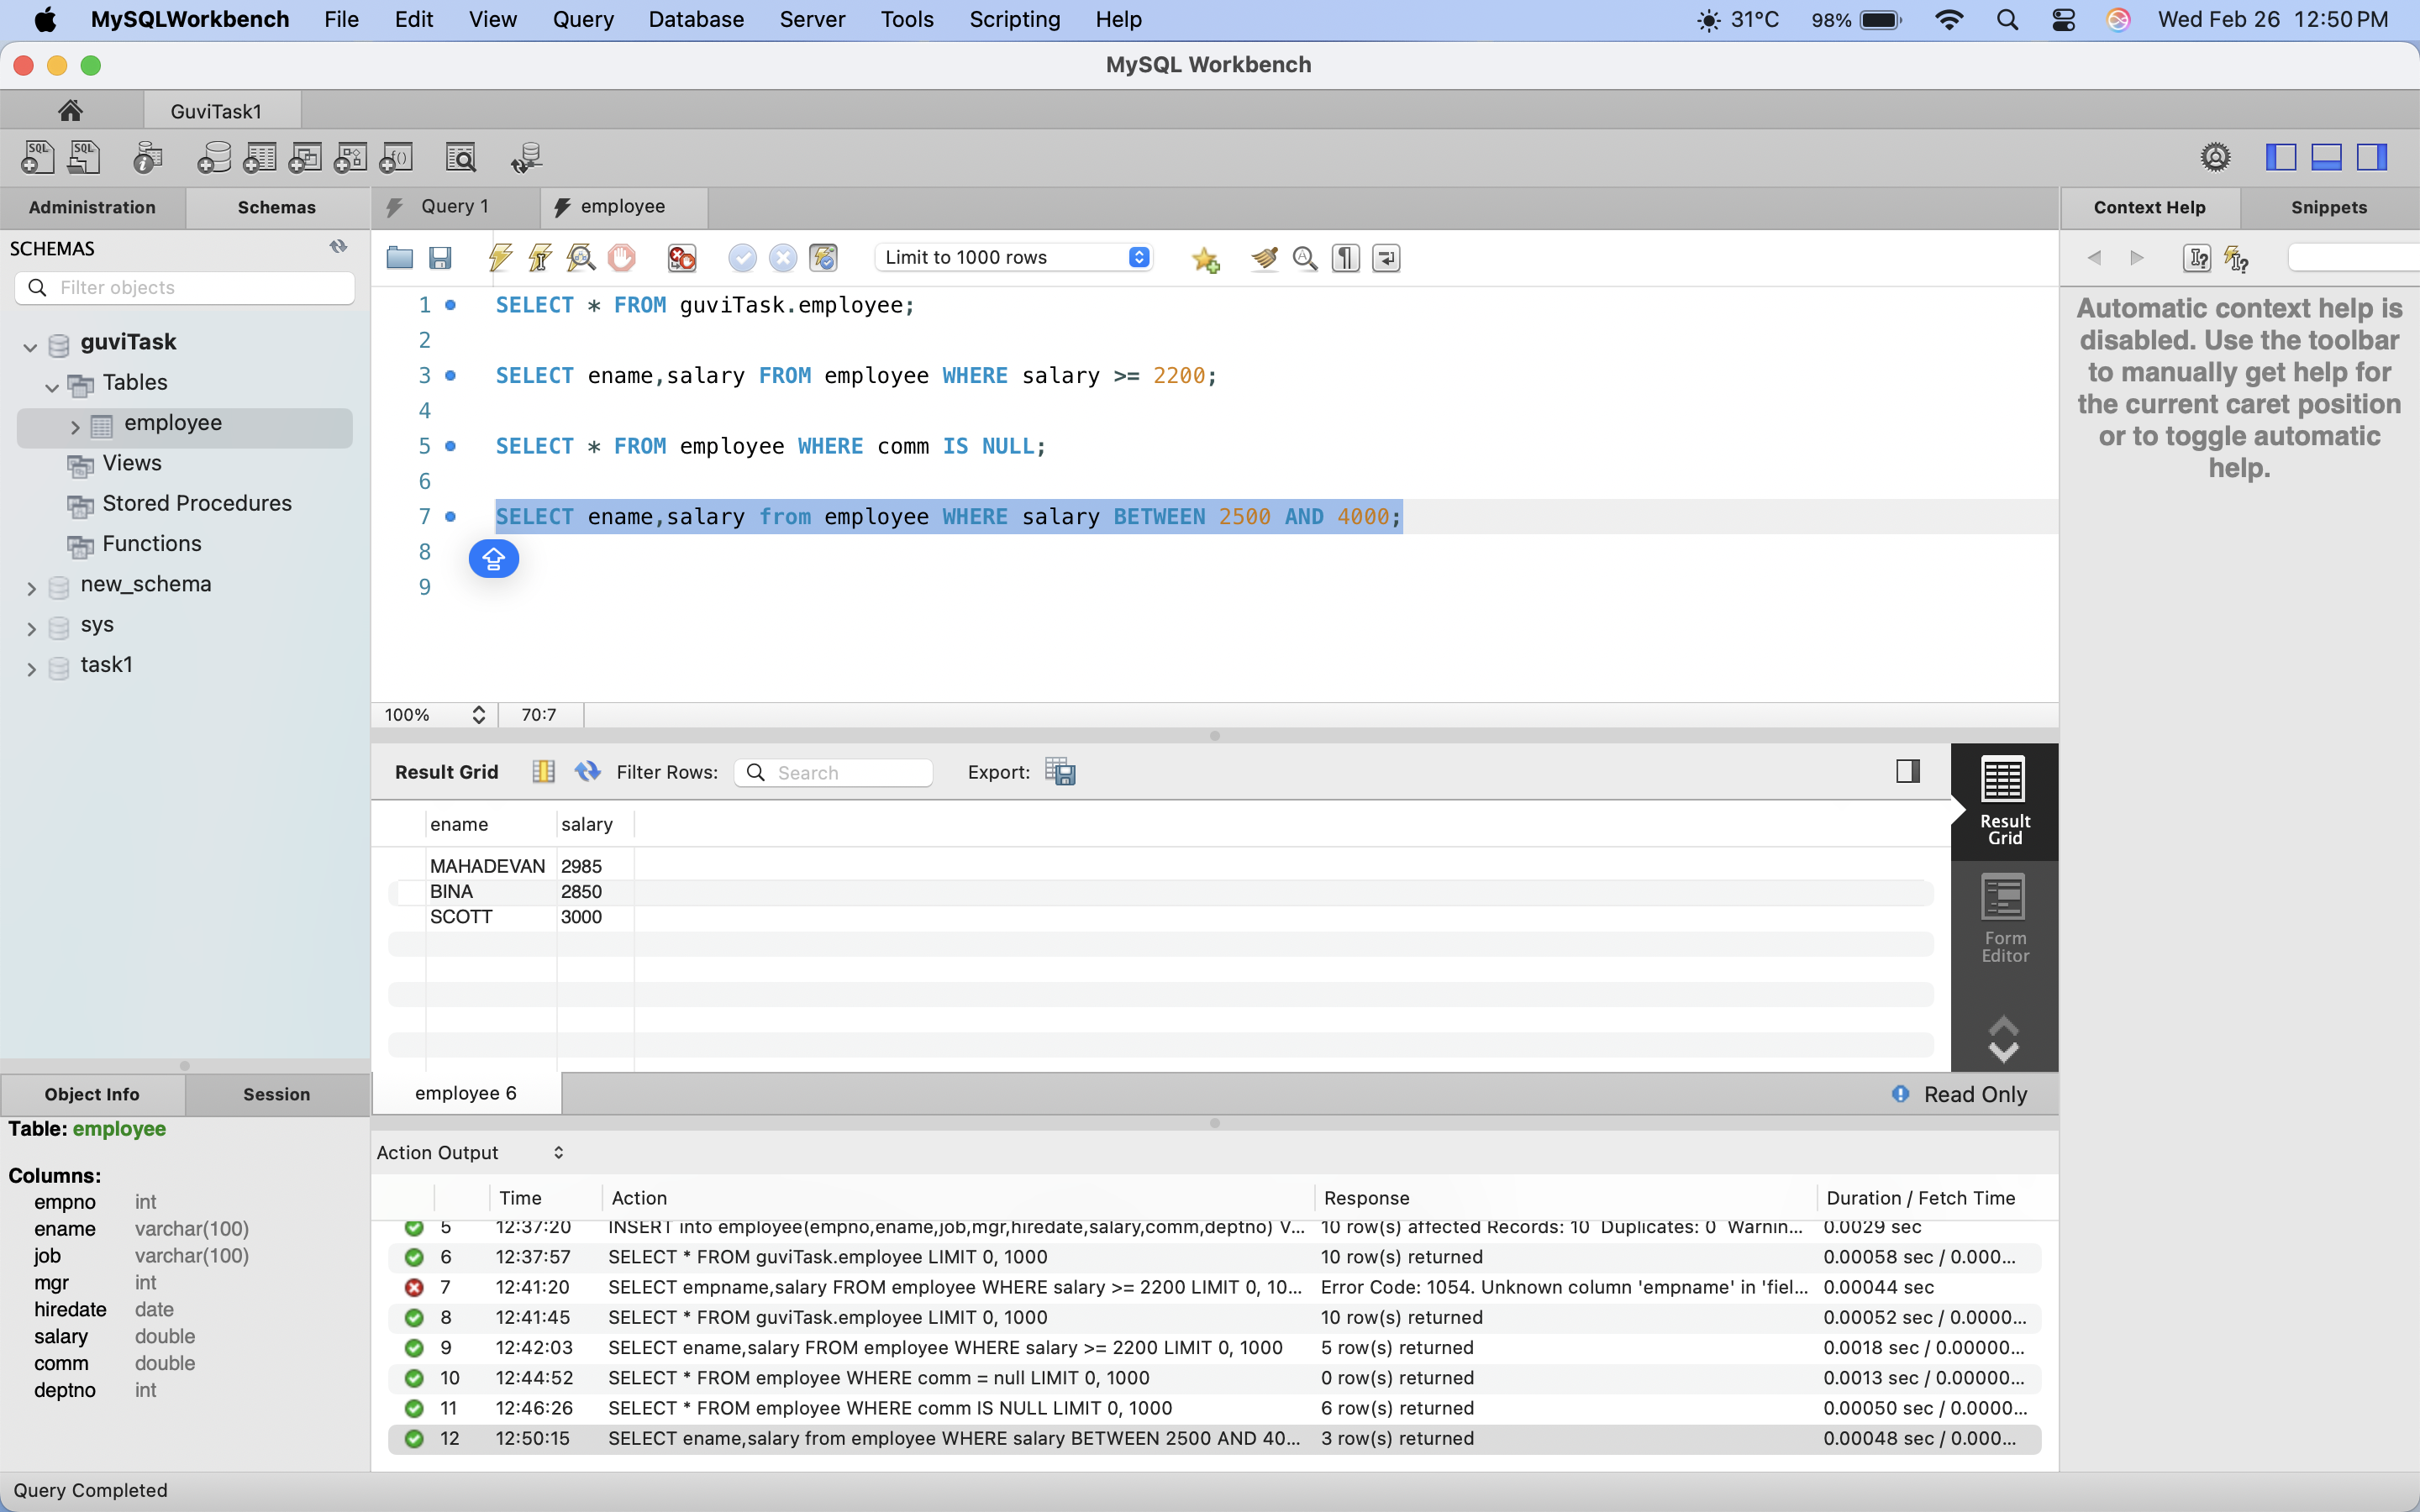 MySQLWorkbench File Edit View Query Database Server Tools Scripting Help 31°C 98% Wed Feb 26 12:50 PM
MySQL Workbench
GuviTask1
SQL SQL
Administration Schemas Query 1 employee Context Help Snippets
SCHEMAS
Limit to 1000 rows
Filter objects
guviTask
Tables
employee
Views
Stored Procedures
Functions
new_schema
sys
task1
1 SELECT * FROM guviTask.employee;
2
3 SELECT ename,salary FROM employee WHERE salary >= 2200;
4
5 SELECT * FROM employee WHERE comm IS NULL;
6
7 SELECT ename,salary from employee WHERE salary BETWEEN 2500 AND 4000;
8
9
Automatic context help is
disabled. Use the toolbar
to manually get help for
the current caret position
or to toggle automatic
help.
100% 70:7
Result Grid Filter Rows: Search Export:
ename salary
MAHADEVAN 2985
BINA 2850
SCOTT 3000
Result
Grid
Form
Editor
employee 6 Read Only
Object Info Session
Table: employee
Columns:
empno int
ename varchar(100)
job varchar(100)
mgr int
hiredate date
salary double
comm double
deptno int
Action Output
Time Action Response Duration / Fetch Time
5 12:37:20 INSERT into employee(empno,ename,job,mgr,hiredate,salary,comm,deptno) V... 10 row(s) affected Records: 10 Duplicates: 0 Warnin... 0.0029 sec
6 12:37:57 SELECT * FROM guviTask.employee LIMIT 0, 1000 10 row(s) returned 0.00058 sec / 0.000...
7 12:41:20 SELECT empname,salary FROM employee WHERE salary >= 2200 LIMIT 0, 10... Error Code: 1054. Unknown column 'empname' in 'fiel... 0.00044 sec
8 12:41:45 SELECT * FROM guviTask.employee LIMIT 0, 1000 10 row(s) returned 0.00052 sec / 0.0000...
9 12:42:03 SELECT ename,salary FROM employee WHERE salary >= 2200 LIMIT 0, 1000 5 row(s) returned 0.0018 sec / 0.00000...
10 12:44:52 SELECT * FROM employee WHERE comm = null LIMIT 0, 1000 0 row(s) returned 0.0013 sec / 0.00000...
11 12:46:26 SELECT * FROM employee WHERE comm IS NULL LIMIT 0, 1000 6 row(s) returned 0.00050 sec / 0.0000...
12 12:50:15 SELECT ename,salary from employee WHERE salary BETWEEN 2500 AND 40... 3 row(s) returned 0.00048 sec / 0.000...
Query Completed